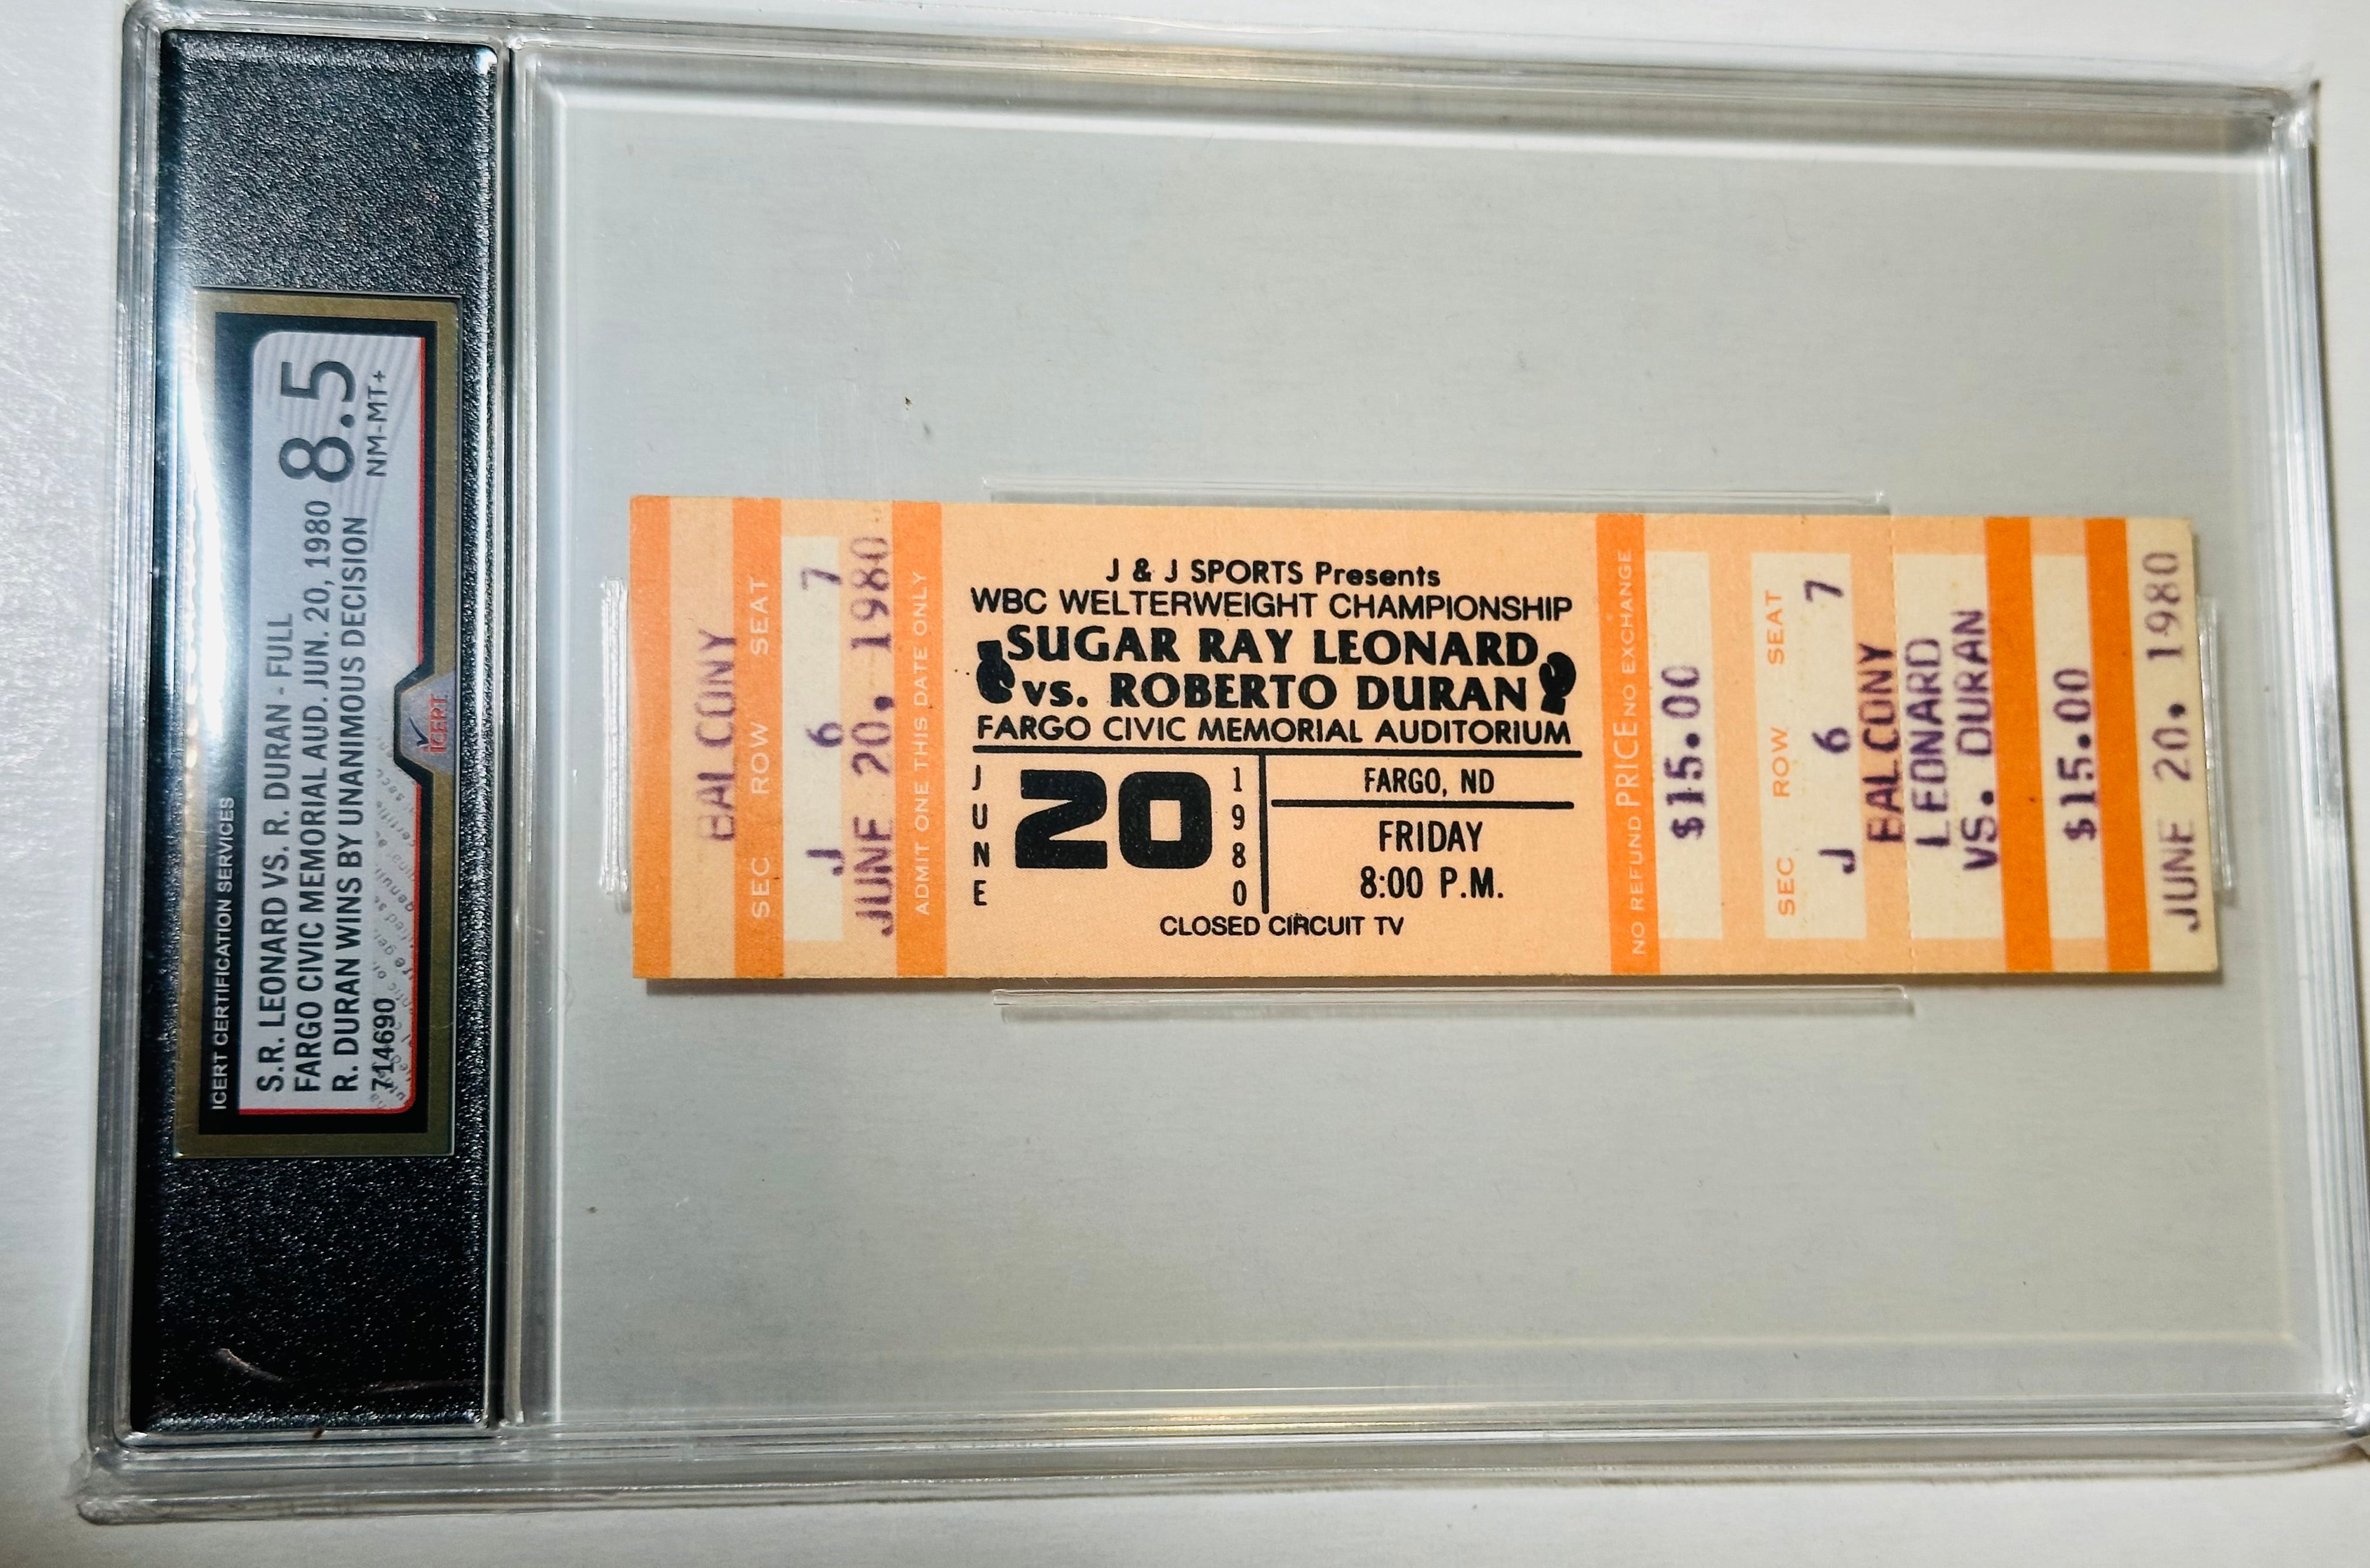 ICERT CERTIFICATION SERVICES
S.R. LEONARD VS. R. DURAN - FULL
FARGO CIVIC MEMORIAL AUD. JUN. 20, 1980
R. DURAN WINS BY UNANIMOUS DECISION
714690
8.5
NM-MT+
ICERT
BALCONY
SEC ROW SEAT
J 6 7
JUNE 20, 1980
ADMIT ONE THIS DATE ONLY
J & J SPORTS Presents
WBC WELTERWEIGHT CHAMPIONSHIP
SUGAR RAY LEONARD
vs. ROBERTO DURAN
FARGO CIVIC MEMORIAL AUDITORIUM
JUNE
20
1980
FARGO, ND
FRIDAY
8:00 P.M.
CLOSED CIRCUIT TV
NO REFUND PRICE NO EXCHANGE
$15.00
SEC ROW SEAT
J 6 7
BALCONY
LEONARD
VS. DURAN
$15.00
JUNE 20. 1980